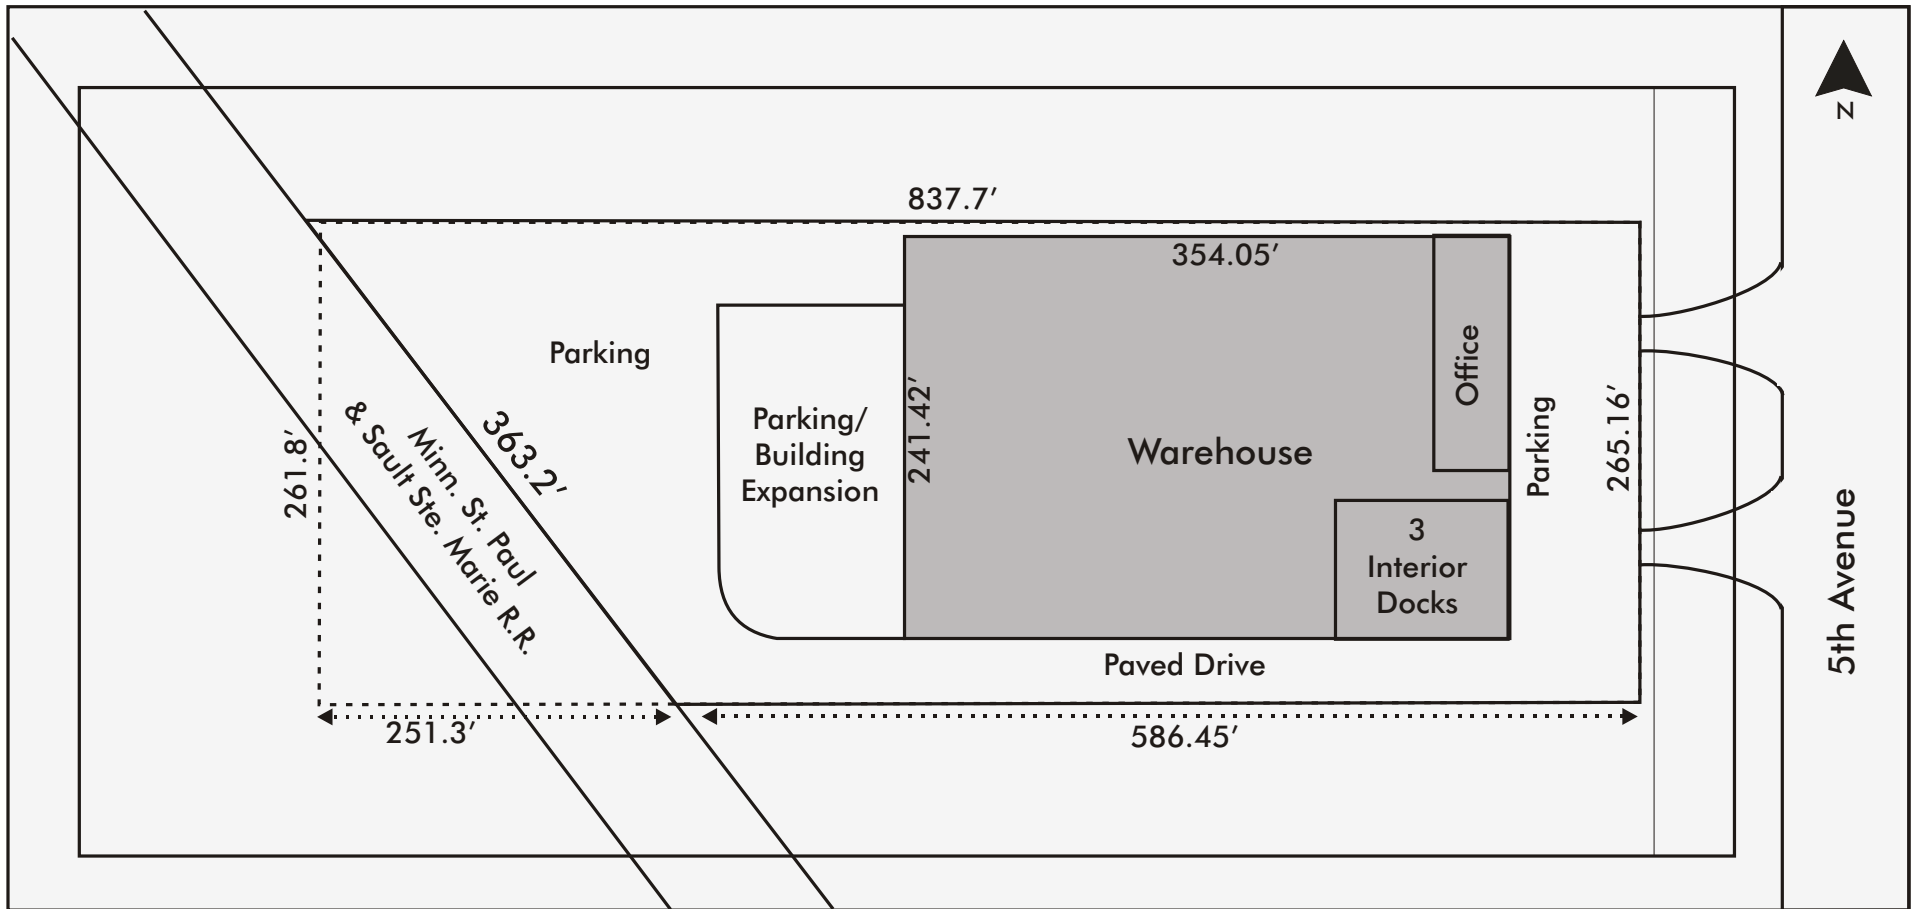 N
837.7′
354.05′
Parking
Office
Parking/
Building
Expansion
241.42′
Warehouse
Parking
265.16′
261.8′
363.2′
Minn. St. Paul
& Sault Ste. Marie R.R.
3
Interior
Docks
5th Avenue
Paved Drive
251.3′
586.45′